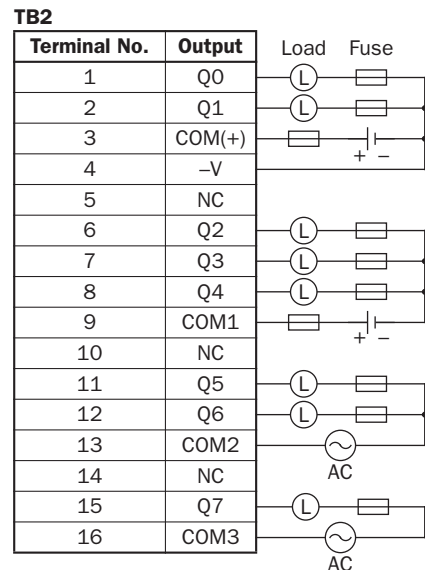 TB2
Terminal No. Output Load Fuse
1 Q0 L
2 Q1 L
3 COM(+) + –
4 –V
5 NC
6 Q2 L
7 Q3 L
8 Q4 L
9 COM1 + –
10 NC
11 Q5 L
12 Q6 L
13 COM2 AC
14 NC
15 Q7 L
16 COM3 AC